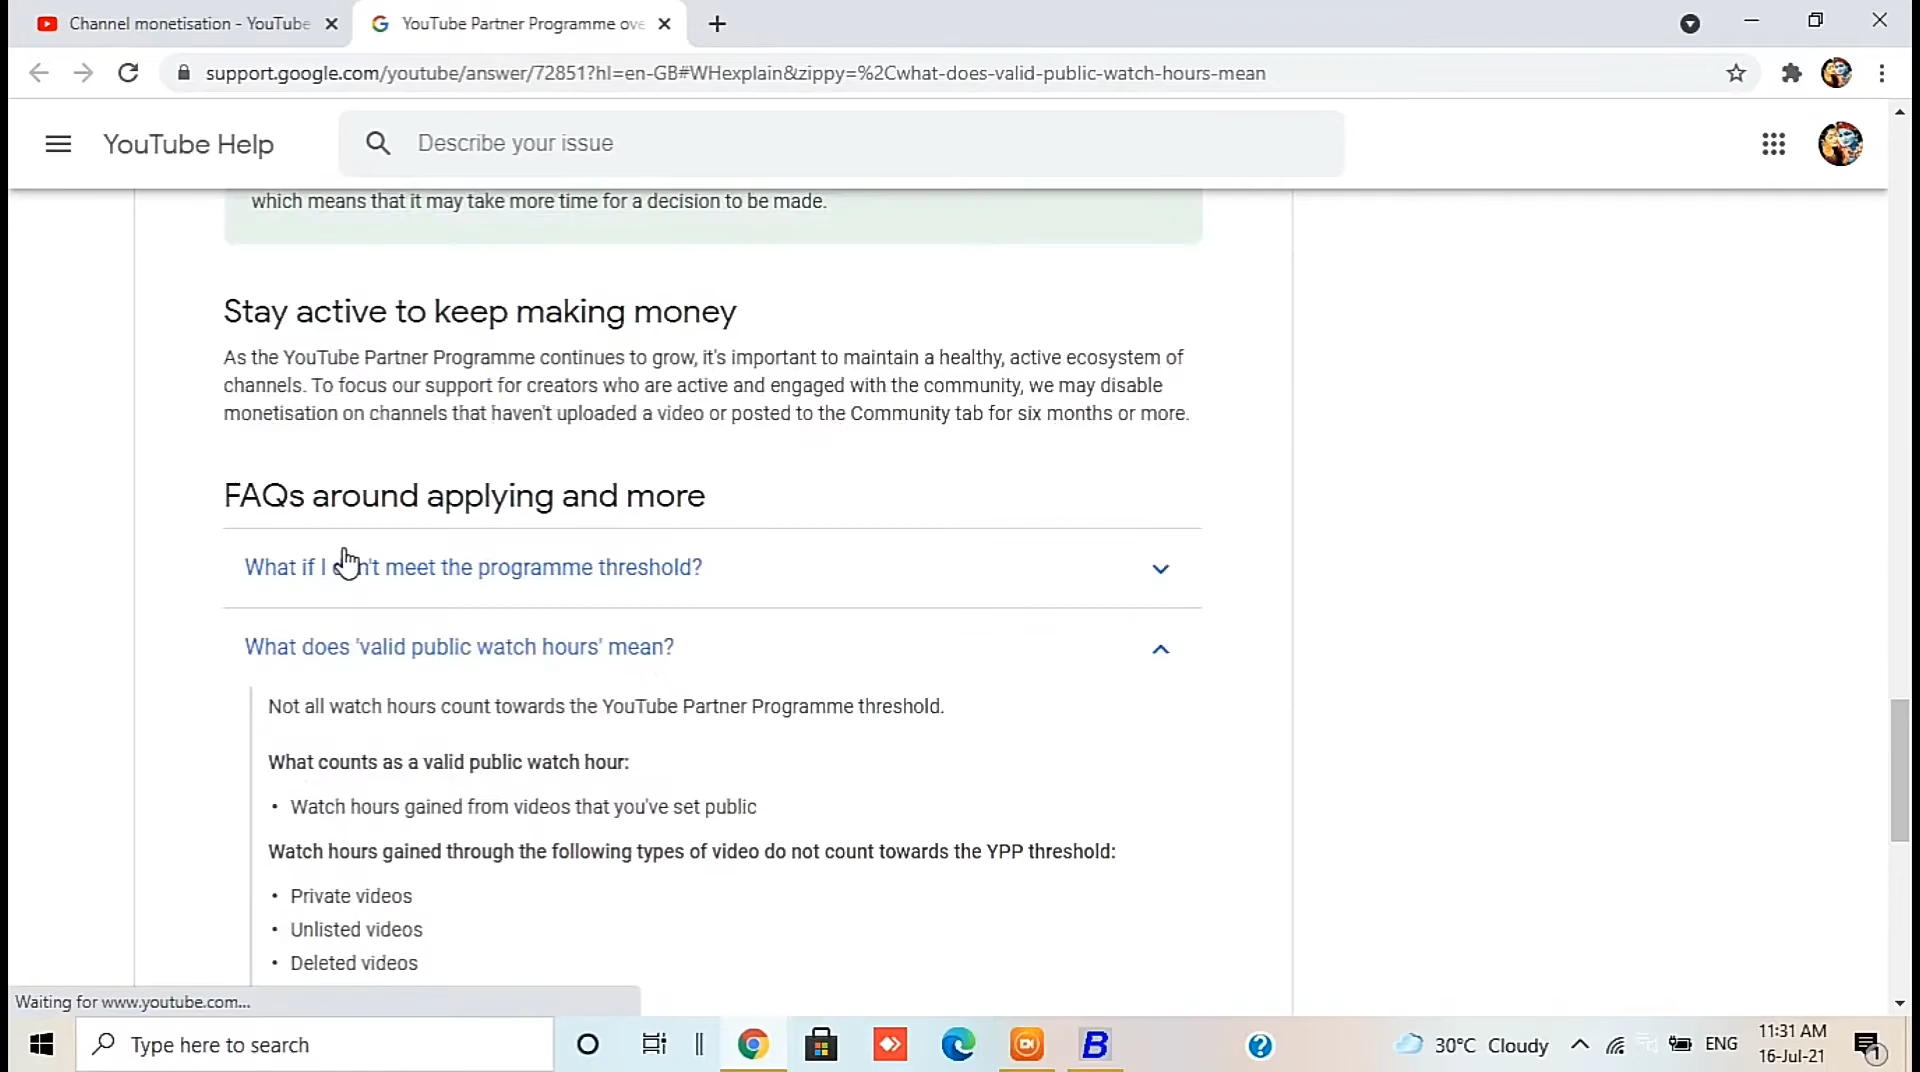 Channel monetisation - YouTube
YouTube Partner Programme ove
support.google.com/youtube/answer/72851?hl=en-GB#WHexplain&zippy=%2Cwhat-does-valid-public-watch-hours-mean
YouTube Help
Describe your issue
which means that it may take more time for a decision to be made.
Stay active to keep making money
As the YouTube Partner Programme continues to grow, it's important to maintain a healthy, active ecosystem of
channels. To focus our support for creators who are active and engaged with the community, we may disable
monetisation on channels that haven't uploaded a video or posted to the Community tab for six months or more.
FAQs around applying and more
What if I don't meet the programme threshold?
What does 'valid public watch hours' mean?
Not all watch hours count towards the YouTube Partner Programme threshold.
What counts as a valid public watch hour:
• Watch hours gained from videos that you've set public
Watch hours gained through the following types of video do not count towards the YPP threshold:
• Private videos
• Unlisted videos
• Deleted videos
Waiting for www.youtube.com...
Type here to search
B
30°C Cloudy
ENG
11:31 AM
16-Jul-21
1